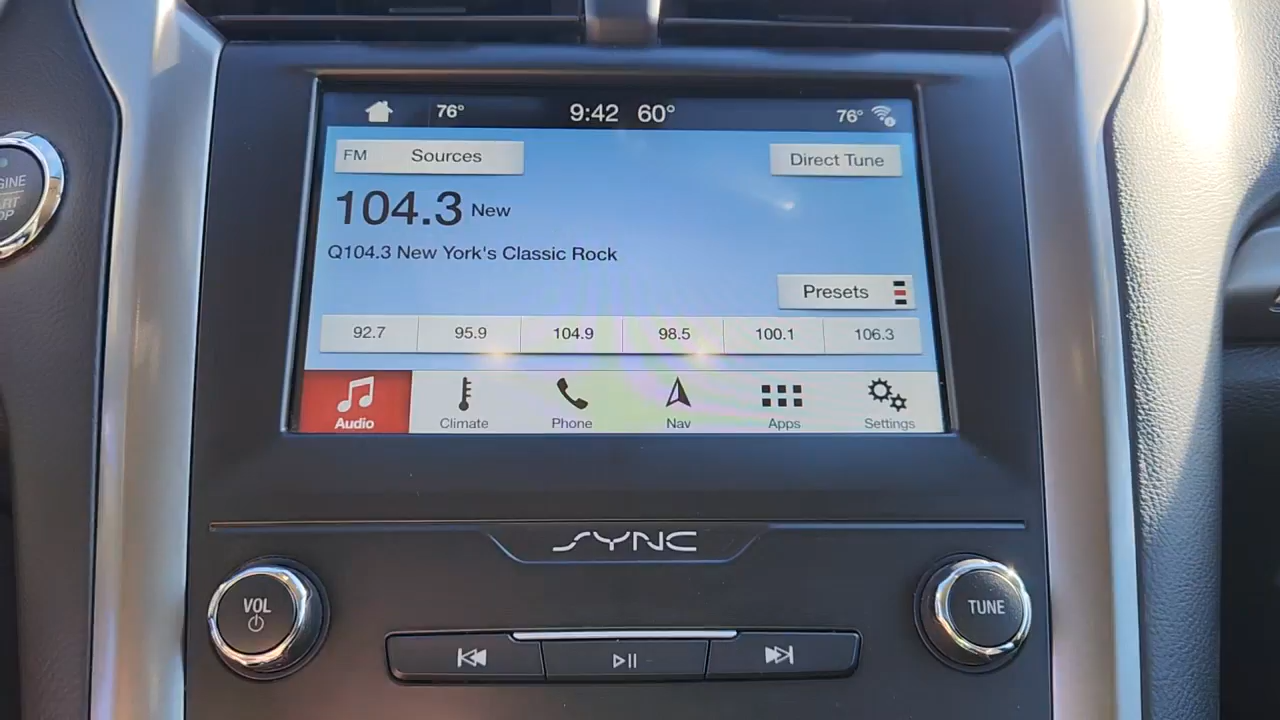 76° 9:42 60° 76°
FM Sources Direct Tune
104.3 New
Q104.3 New York's Classic Rock
Presets
92.7 95.9 104.9 98.5 100.1 106.3
Audio Climate Phone Nav Apps Settings
SYNC
VOL
TUNE